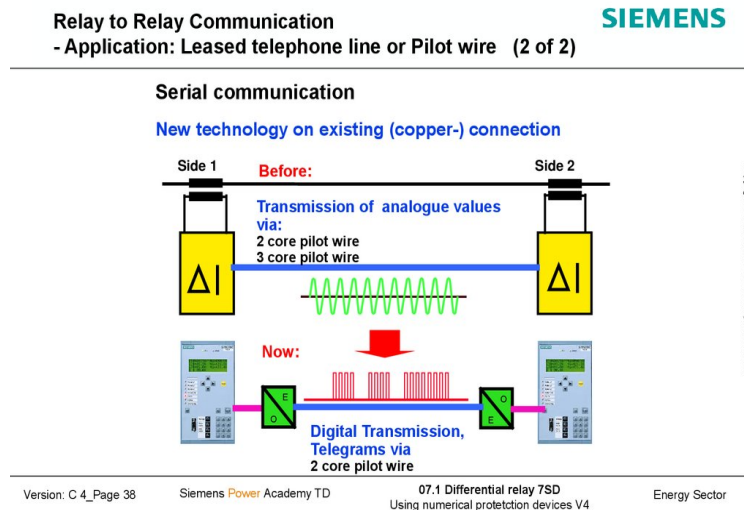 Relay to Relay Communication
- Application: Leased telephone line or Pilot wire (2 of 2)
SIEMENS
Serial communication
New technology on existing (copper-) connection
Side 1
Before:
Side 2
Transmission of analogue values
via:
2 core pilot wire
3 core pilot wire
ΔI
ΔI
Now:
E
O
O
E
Digital Transmission,
Telegrams via
2 core pilot wire
Version: C 4_Page 38
Siemens Power Academy TD
07.1 Differential relay 7SD
Using numerical protetction devices V4
Energy Sector